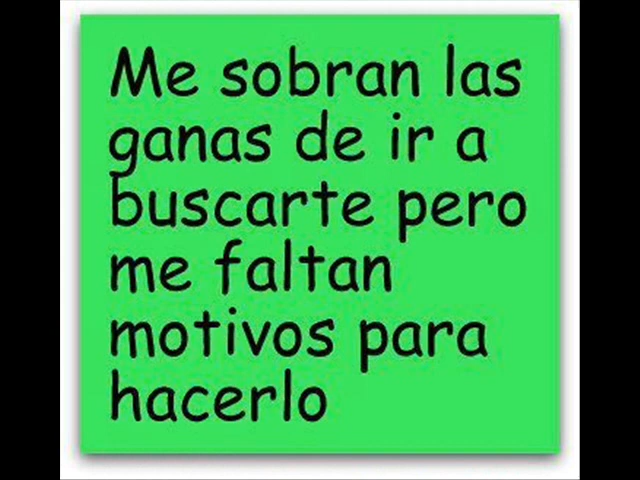 Me sobran las
ganas de ir a
buscarte pero
me faltan
motivos para
hacerlo